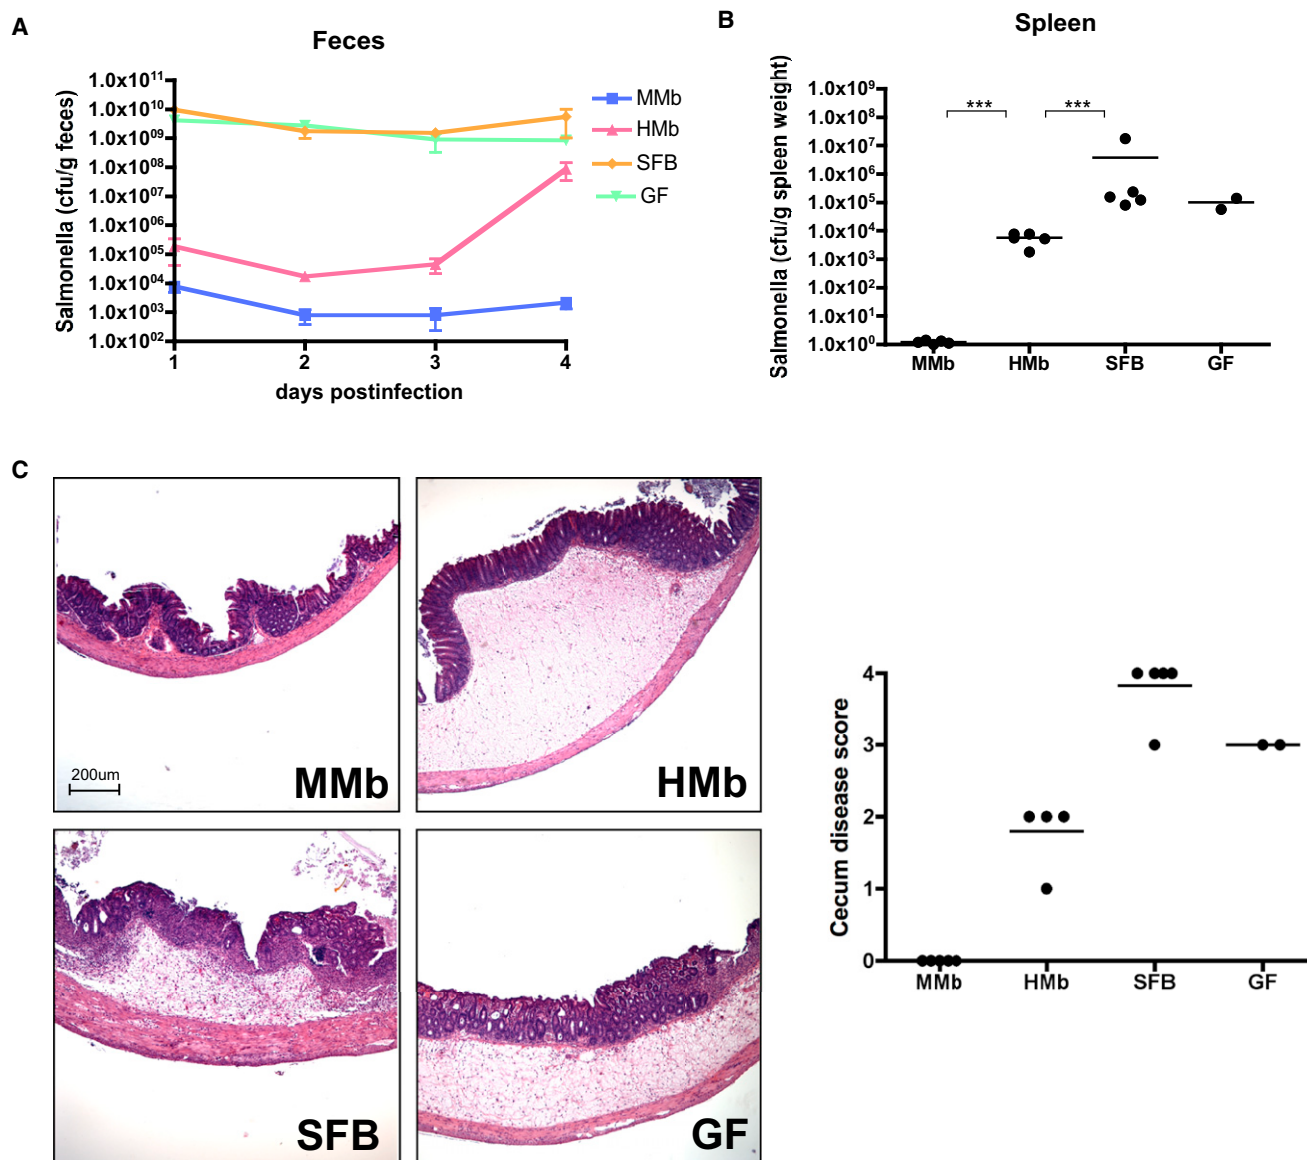 A
Feces
Salmonella (cfu/g feces)
1.0x10¹¹
1.0x10¹⁰
1.0x10⁰⁹
1.0x10⁰⁸
1.0x10⁰⁷
1.0x10⁰⁶
1.0x10⁰⁵
1.0x10⁰⁴
1.0x10⁰³
1.0x10⁰²
1 2 3 4
days postinfection
MMb
HMb
SFB
GF
B
Spleen
Salmonella (cfu/g spleen weight)
1.0x10⁹
1.0x10⁸
1.0x10⁷
1.0x10⁶
1.0x10⁵
1.0x10⁴
1.0x10³
1.0x10²
1.0x10¹
1.0x10⁰
*** ***
MMb HMb SFB GF
C
200um
MMb
HMb
SFB
GF
Cecum disease score
4
3
2
1
0
MMb HMb SFB GF